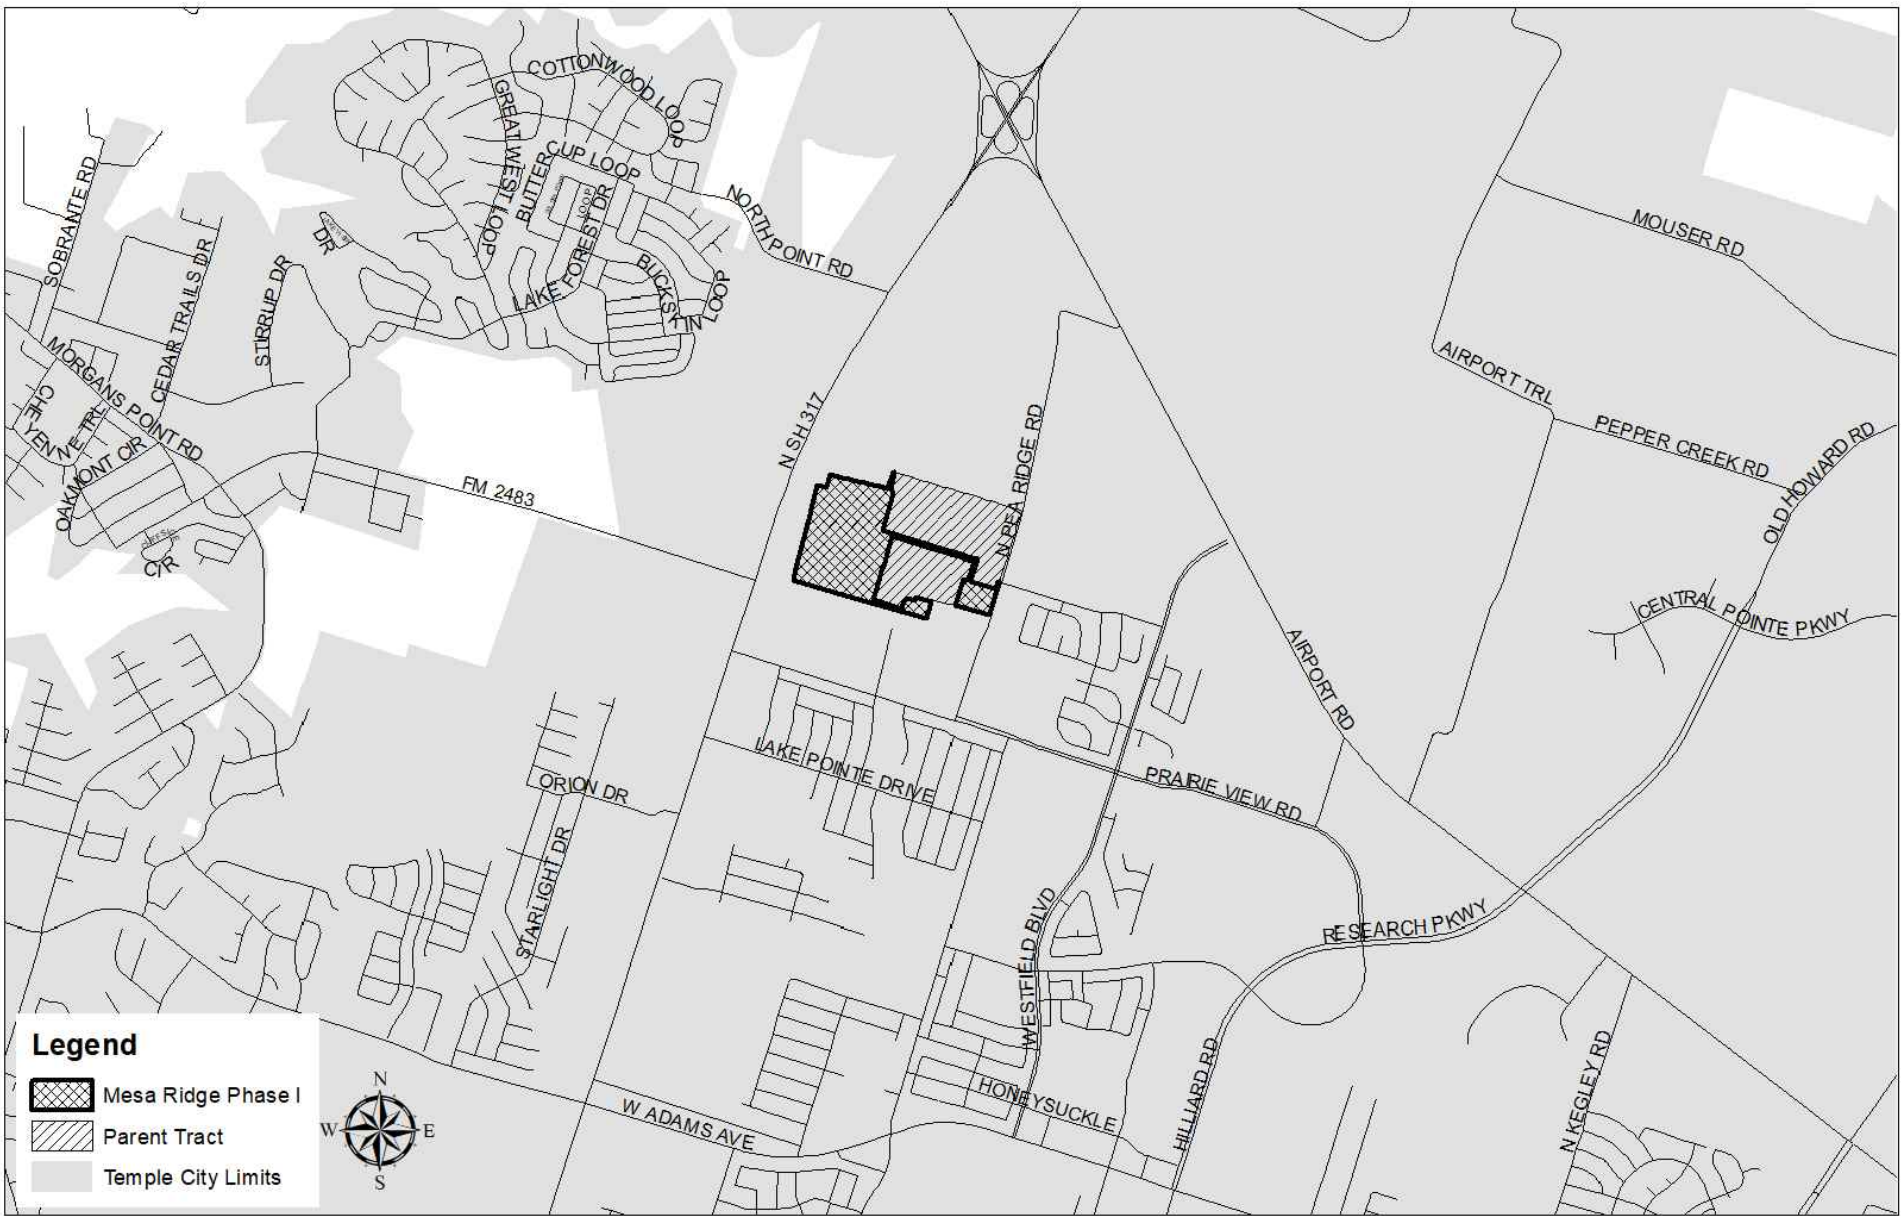 COTTONWOOD LOOP
GREAT WEST LOOP
BUTTER
CUP LOOP
LOOP
SOBRANTE RD
NORTH POINT RD
MOUSER RD
DR
CEDAR TRAILS DR
STIRRUP DR
LAKE FOREST DR
BUCKSKIN LOOP
MORGANS POINT RD
AIRPORT TRL
CHEYENNE TRL
N SH 317
N PEA RIDGE RD
PEPPER CREEK RD
OLD HOWARD RD
OAKMONT CIR
FM 2483
CIR
CENTRAL POINTE PKWY
AIRPORT RD
LAKE POINTE DRIVE
PRAIRIE VIEW RD
ORION DR
STARLIGHT DR
WESTFIELD BLVD
RESEARCH PKWY
HONEYSUCKLE
HILLIARD RD
N KEGLEY RD
W ADAMS AVE
Legend
Mesa Ridge Phase I
Parent Tract
Temple City Limits
N
W
E
S